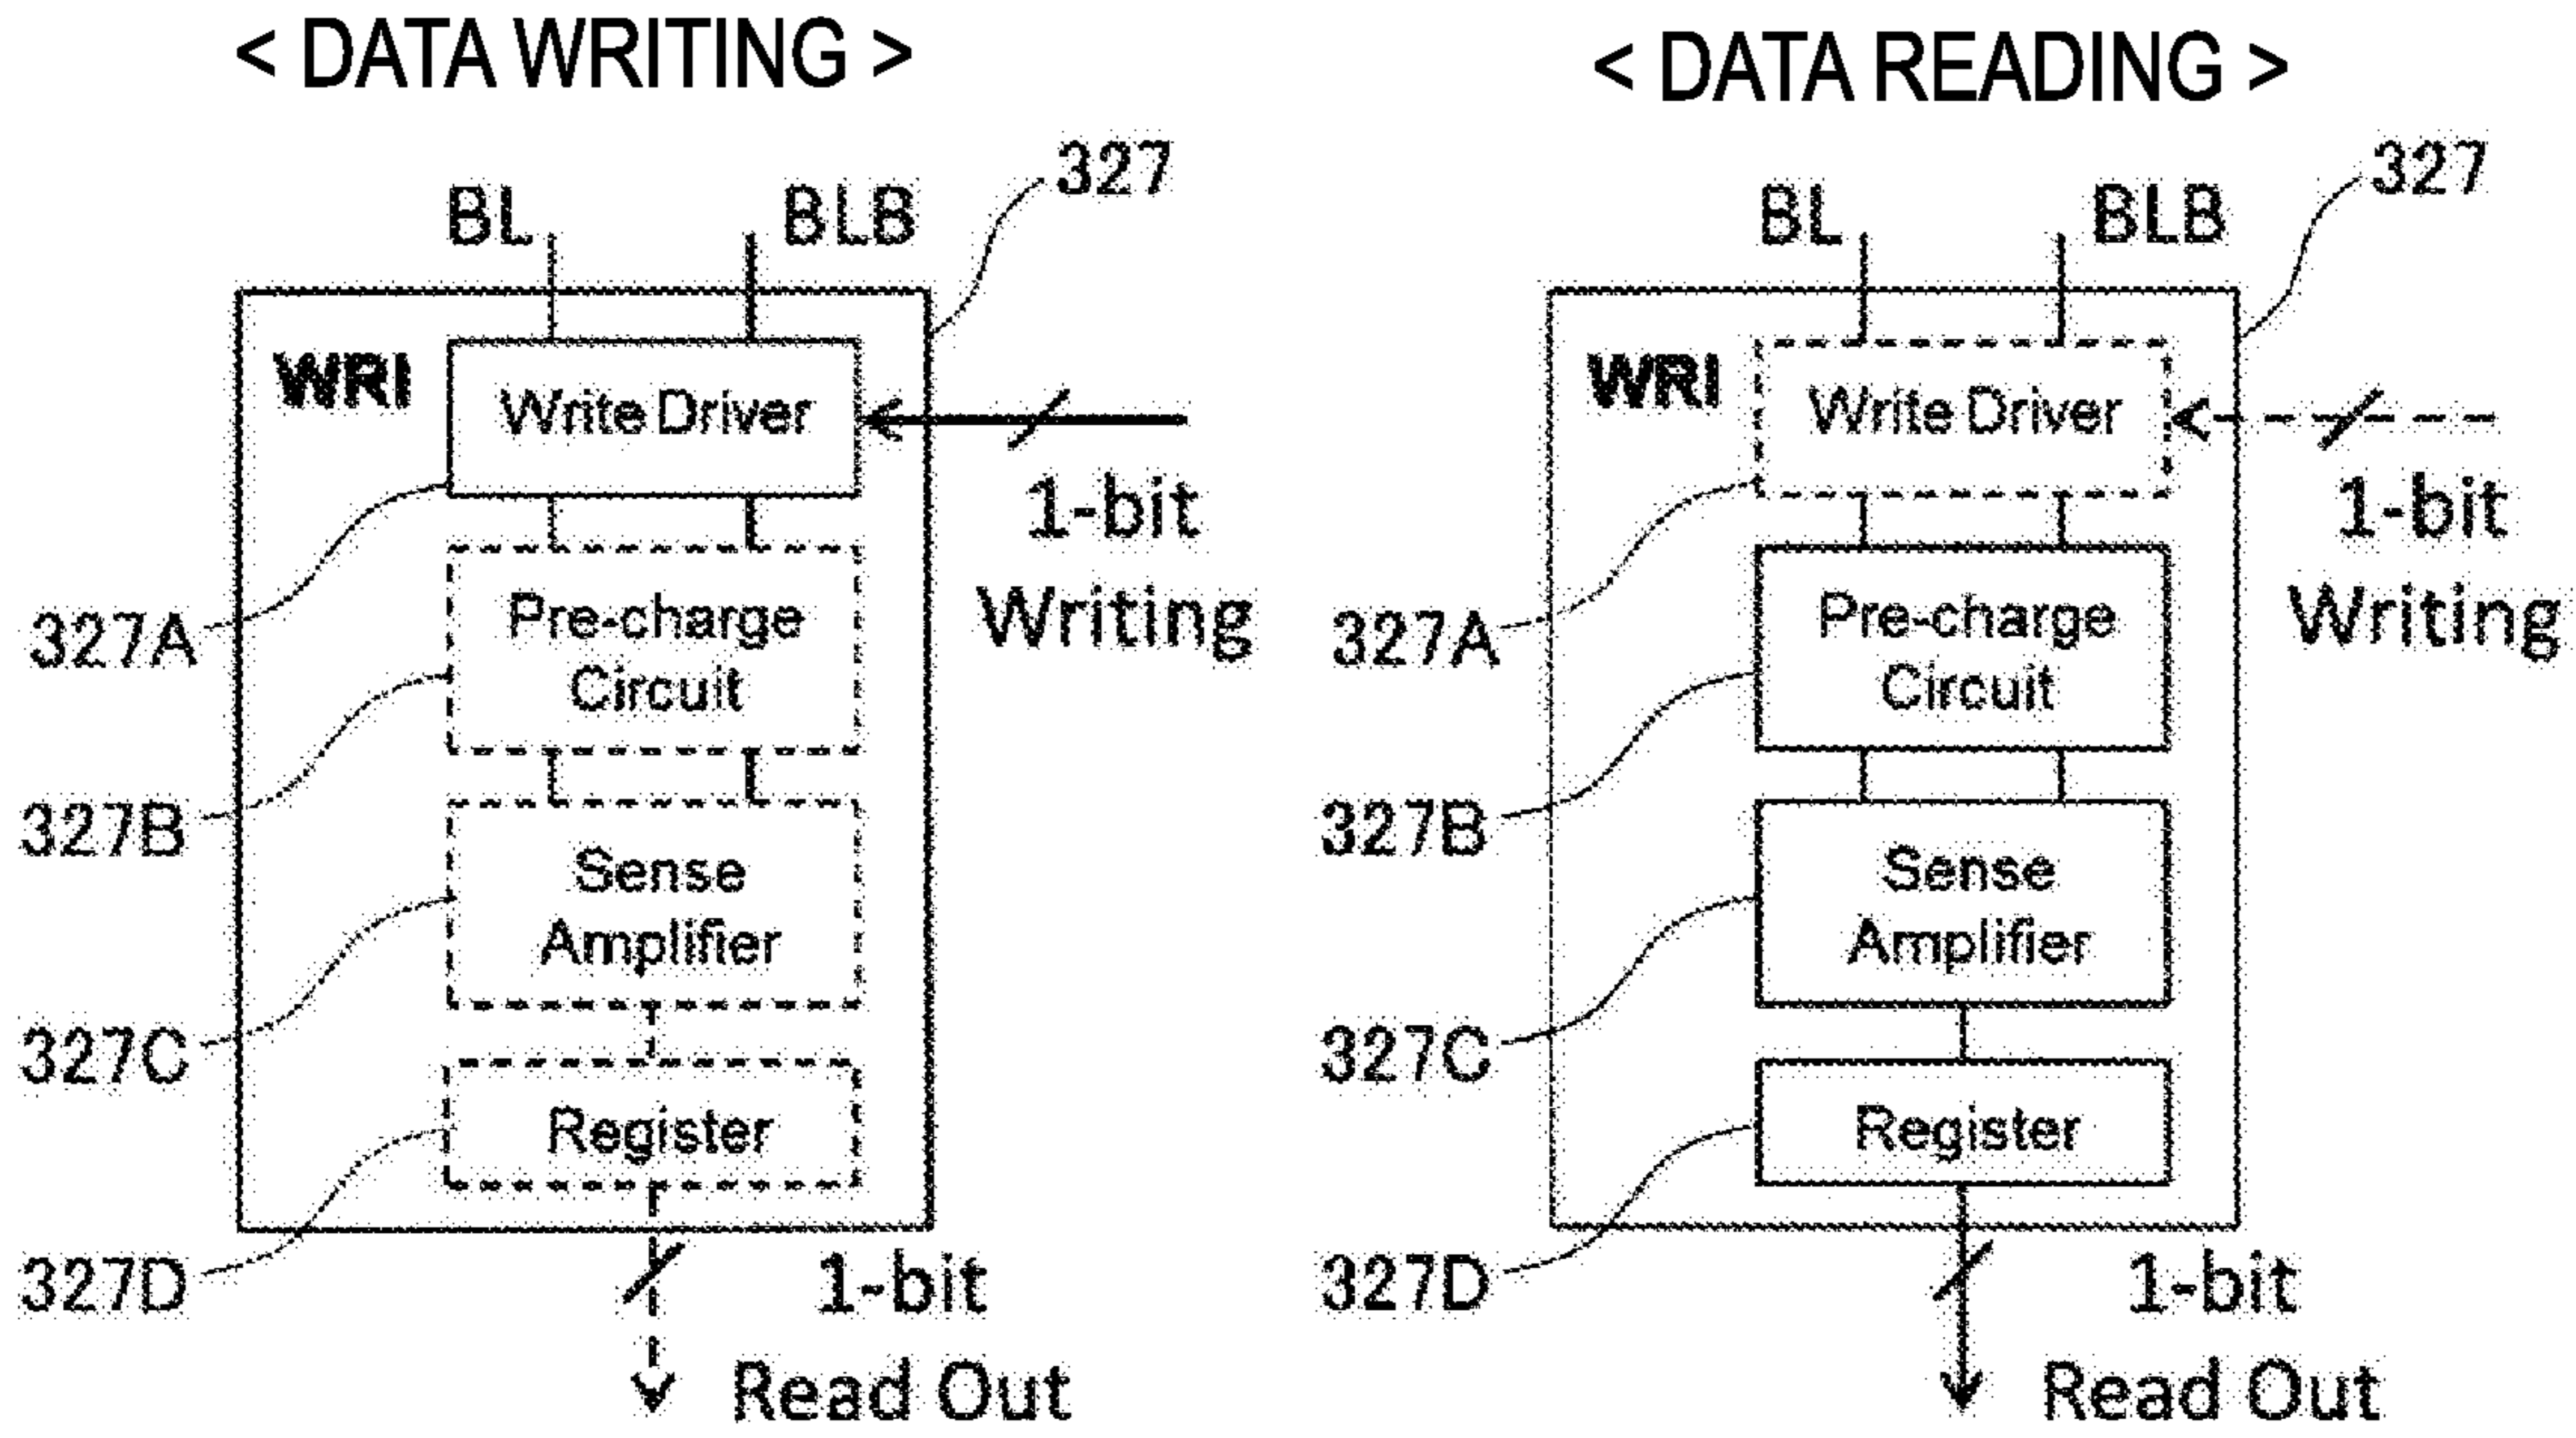 < DATA WRITING >
327
BL
BLB
WRI
Write Driver
1-bit
Writing
327A
Pre-charge
Circuit
327B
Sense
Amplifier
327C
Register
327D
1-bit
Read Out
< DATA READING >
327
BL
BLB
WRI
Write Driver
1-bit
Writing
327A
Pre-charge
Circuit
327B
Sense
Amplifier
327C
Register
327D
1-bit
Read Out